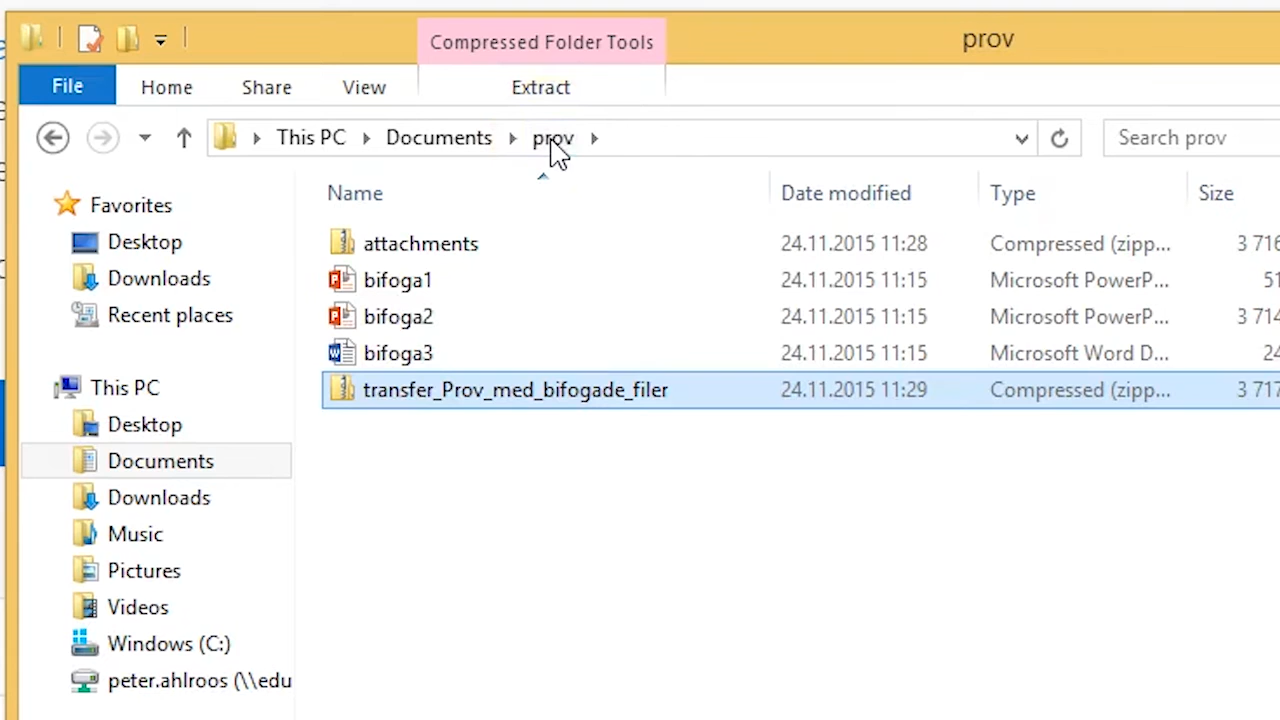 Compressed Folder Tools
prov
File Home Share View Extract
This PC Documents prov
Search prov
Name Date modified Type Size
Favorites
Desktop
Downloads
Recent places
This PC
Desktop
Documents
Downloads
Music
Pictures
Videos
Windows (C:)
peter.ahlroos (\\edu
attachments 24.11.2015 11:28 Compressed (zipp... 3 716
bifoga1 24.11.2015 11:15 Microsoft PowerP... 51
bifoga2 24.11.2015 11:15 Microsoft PowerP... 3 714
bifoga3 24.11.2015 11:15 Microsoft Word D... 24
transfer_Prov_med_bifogade_filer 24.11.2015 11:29 Compressed (zipp... 3 717